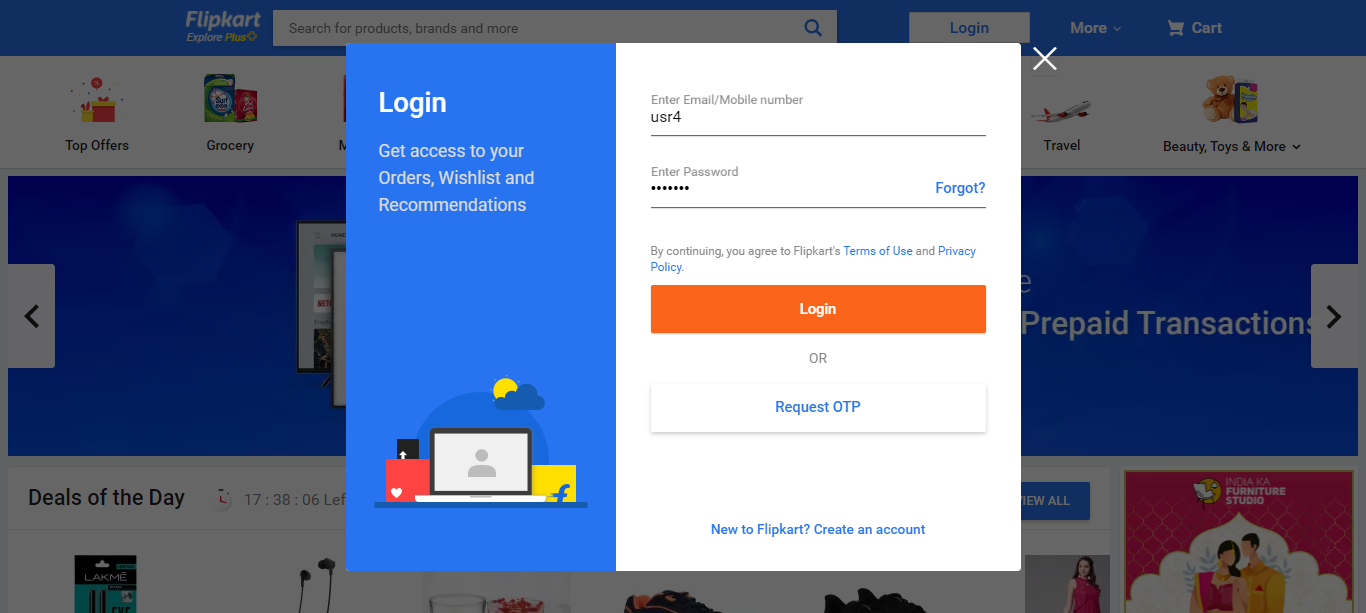 Flipkart
Explore Plus
Search for products, brands and more
Login
More
Cart
Top Offers
Grocery
M
Travel
Beauty, Toys & More
Login
Get access to your
Orders, Wishlist and
Recommendations
Enter Email/Mobile number
usr4
Enter Password
•••••••
Forgot?
By continuing, you agree to Flipkart's Terms of Use and Privacy
Policy.
Login
OR
Request OTP
New to Flipkart? Create an account
e
Prepaid Transactions
Deals of the Day
17 : 38 : 06 Lef
VIEW ALL
INDIA KA
FURNITURE
STUDIO
LAKMĒ
EYE